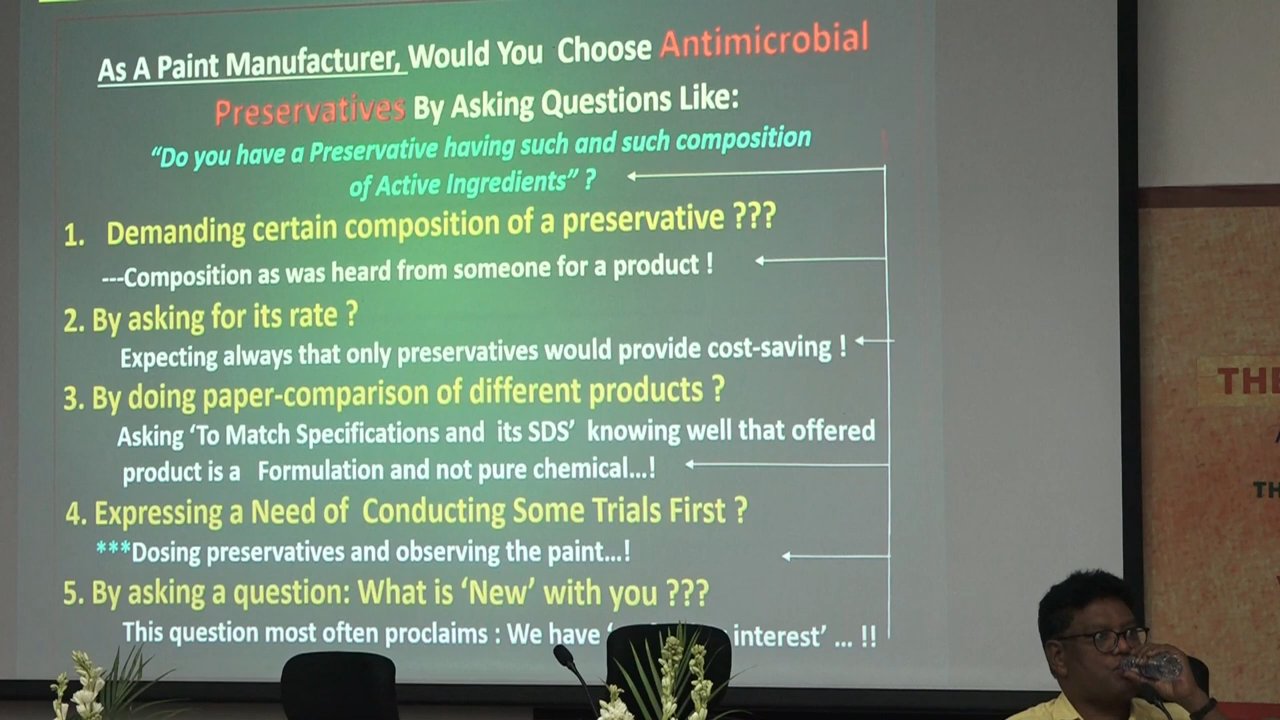 As A Paint Manufacturer, Would You Choose Antimicrobial
Preservatives By Asking Questions Like:
“Do you have a Preservative having such and such composition
of Active Ingredients” ?
1. Demanding certain composition of a preservative ???
---Composition as was heard from someone for a product !
2. By asking for its rate ?
Expecting always that only preservatives would provide cost-saving !
3. By doing paper-comparison of different products ?
Asking ‘To Match Specifications and its SDS’ knowing well that offered
product is a Formulation and not pure chemical...!
4. Expressing a Need of Conducting Some Trials First ?
***Dosing preservatives and observing the paint...!
5. By asking a question: What is ‘New’ with you ???
This question most often proclaims : We have ‘ interest’ ... !!